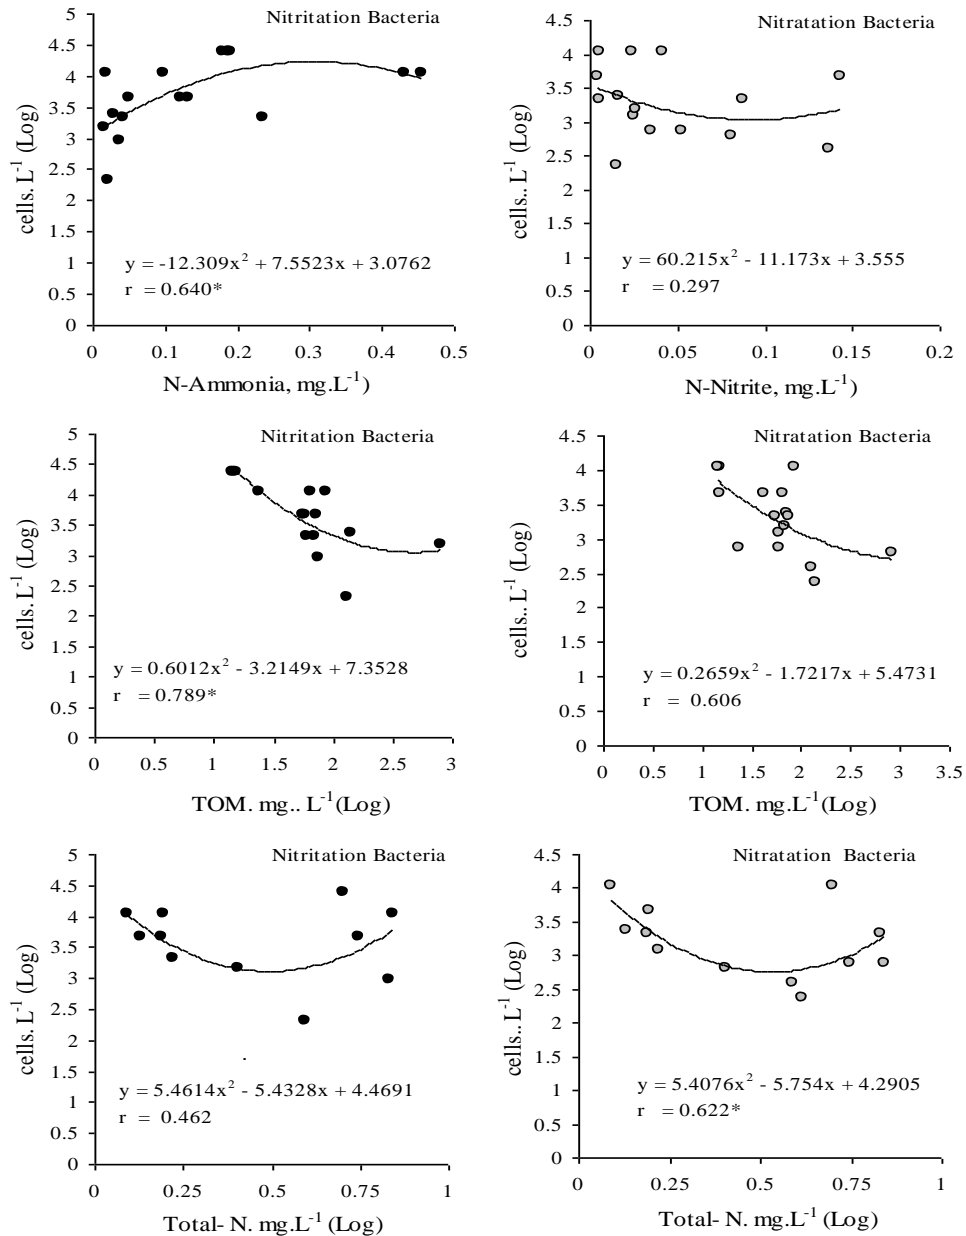 Nitritation Bacteria
5
4.5
4
3.5
3
2.5
2
1.5
1
0.5
0
cells. L⁻¹ (Log)
y = -12.309x² + 7.5523x + 3.0762
r = 0.640*
0 0.1 0.2 0.3 0.4 0.5
N-Ammonia, mg.L⁻¹)
Nitratation Bacteria
4.5
4
3.5
3
2.5
2
1.5
1
0.5
0
cells.. L⁻¹ (Log)
y = 60.215x² - 11.173x + 3.555
r = 0.297
0 0.05 0.1 0.15 0.2
N-Nitrite, mg.L⁻¹)
Nitritation Bacteria
5
4.5
4
3.5
3
2.5
2
1.5
1
0.5
0
cells. L⁻¹ (Log)
y = 0.6012x² - 3.2149x + 7.3528
r = 0.789*
0 0.5 1 1.5 2 2.5 3
TOM. mg.. L⁻¹(Log)
Nitratation Bacteria
4.5
4
3.5
3
2.5
2
1.5
1
0.5
0
cells.. L⁻¹ (Log)
y = 0.2659x² - 1.7217x + 5.4731
r = 0.606
0 0.5 1 1.5 2 2.5 3 3.5
TOM. mg.L⁻¹(Log)
Nitritation Bacteria
5
4.5
4
3.5
3
2.5
2
1.5
1
0.5
0
cells. L⁻¹ (Log)
y = 5.4614x² - 5.4328x + 4.4691
r = 0.462
0 0.25 0.5 0.75 1
Total- N. mg.L⁻¹ (Log)
Nitratation Bacteria
4.5
4
3.5
3
2.5
2
1.5
1
0.5
0
cells.. L⁻¹ (Log)
y = 5.4076x² - 5.754x + 4.2905
r = 0.622*
0 0.25 0.5 0.75 1
Total- N. mg.L⁻¹ (Log)